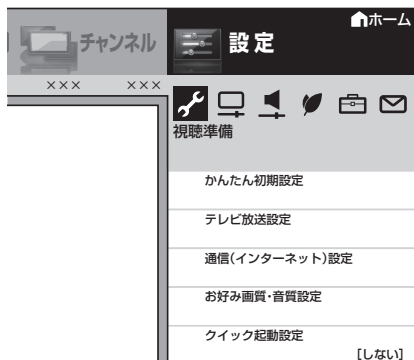 ホーム
チャンネル
設定
××× ×××
視聴準備
かんたん初期設定
テレビ放送設定
通信(インターネット)設定
お好み画質・音質設定
クイック起動設定
[しない]